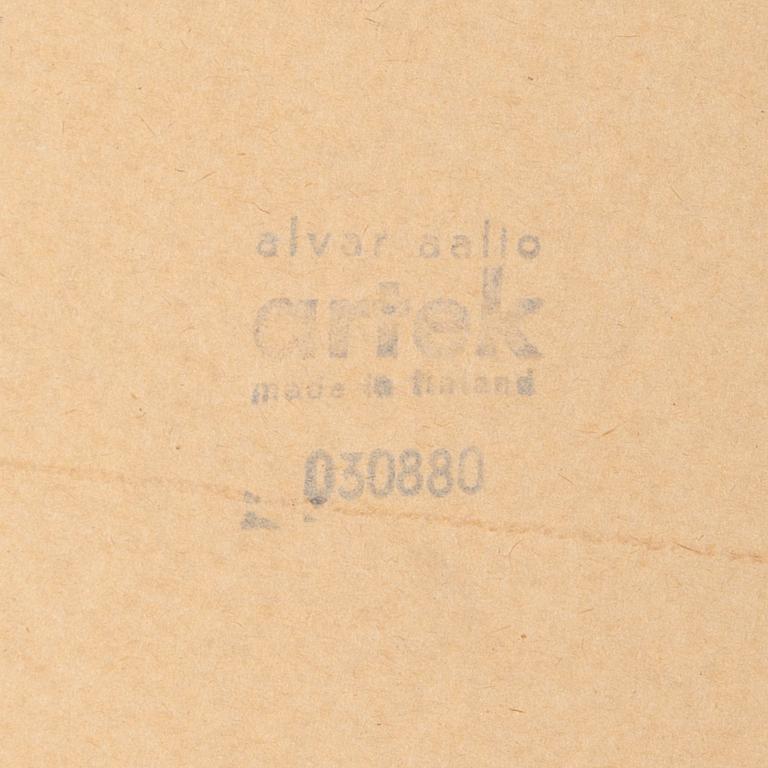 alvar aalto
artek
made in finland
030880